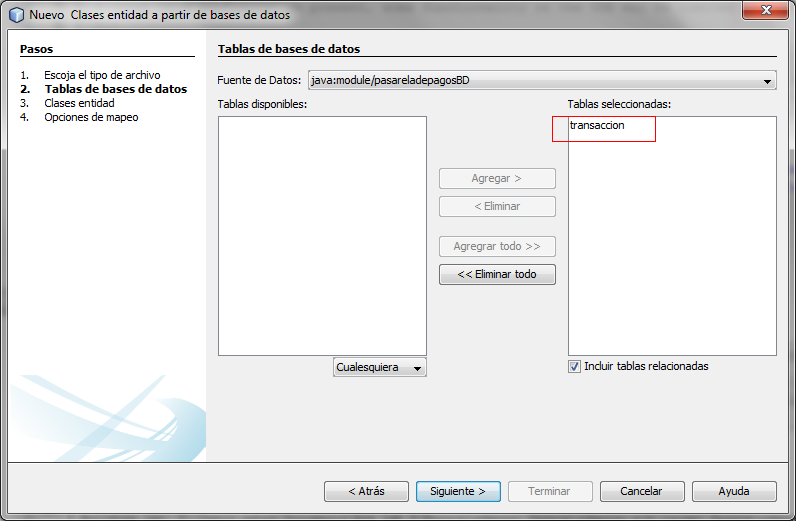 Nuevo  Clases entidad a partir de bases de datos
Pasos
1. Escoja el tipo de archivo
2. Tablas de bases de datos
3. Clases entidad
4. Opciones de mapeo
Tablas de bases de datos
Fuente de Datos: java:module/pasareladepagosBD
Tablas disponibles:
Tablas seleccionadas:
transaccion
Agregar >
< Eliminar
Agregrar todo >>
<< Eliminar todo
Cualesquiera
Incluir tablas relacionadas
< Atrás
Siguiente >
Terminar
Cancelar
Ayuda